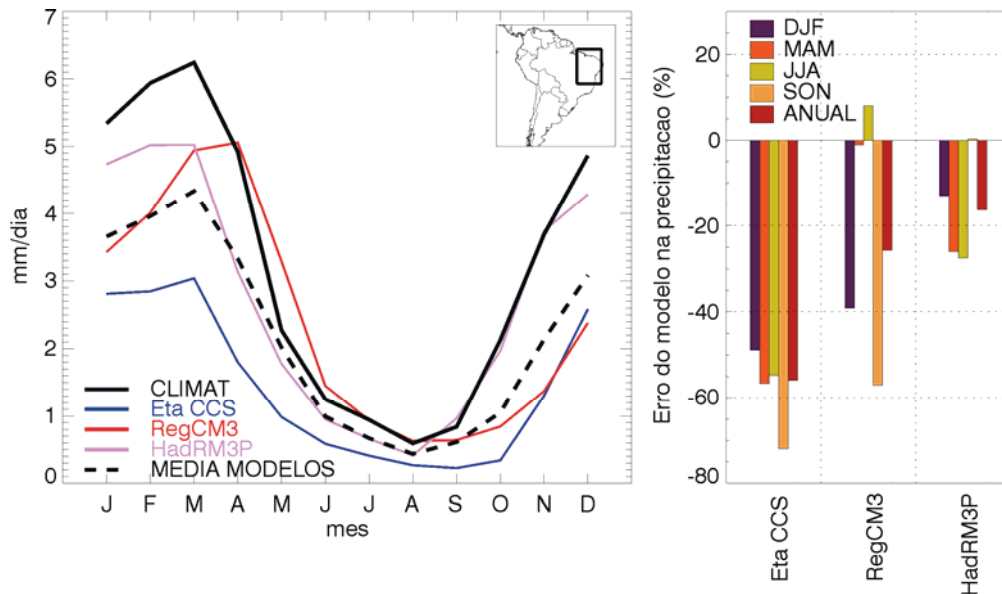 7
6
5
4
3
2
1
0
mm/dia
CLIMAT
Eta CCS
RegCM3
HadRM3P
MEDIA MODELOS
J F M A M J J A S O N D
mes
Erro do modelo na precipitacao (%)
20
0
-20
-40
-60
-80
DJF
MAM
JJA
SON
ANUAL
Eta CCS
RegCM3
HadRM3P